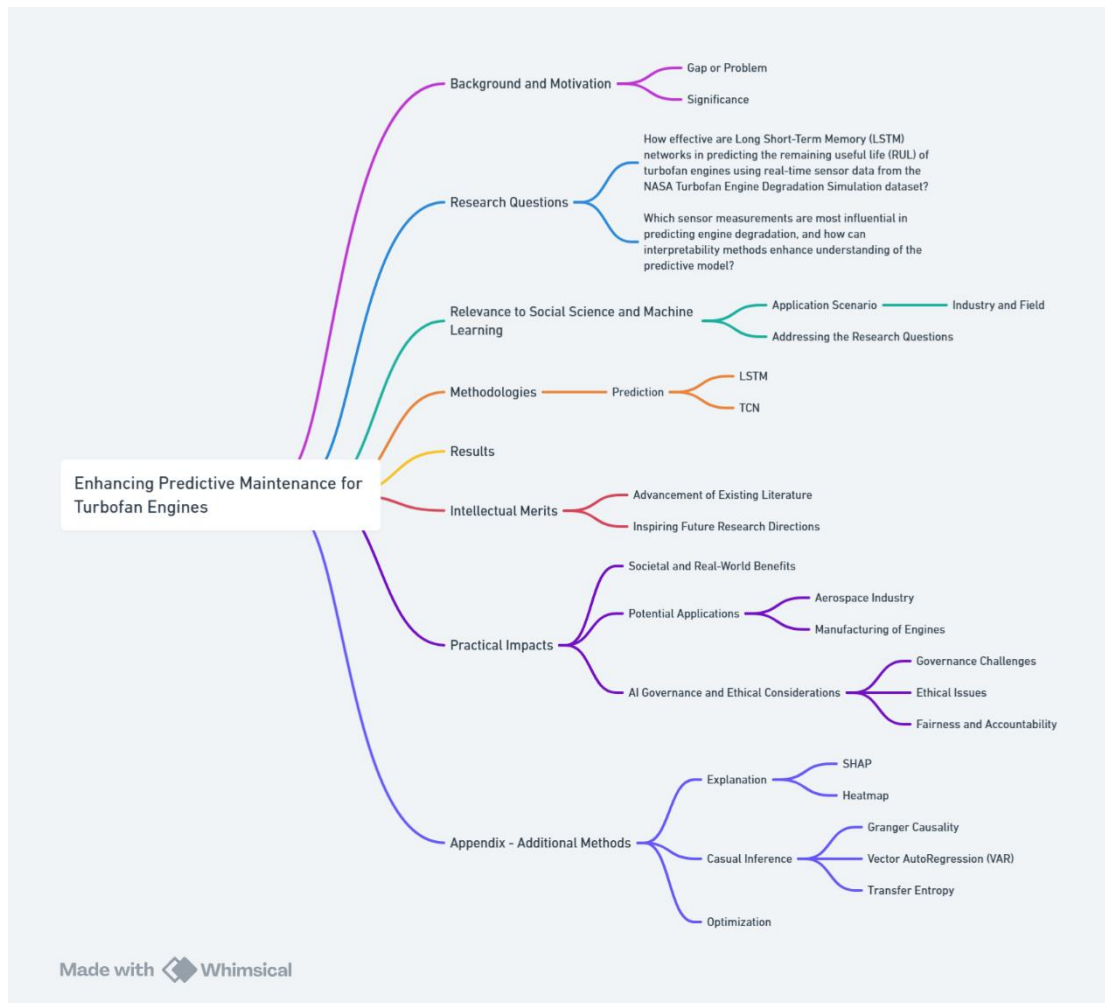 Gap or Problem
Background and Motivation
Significance
How effective are Long Short-Term Memory (LSTM)
networks in predicting the remaining useful life (RUL) of
turbofan engines using real-time sensor data from the
NASA Turbofan Engine Degradation Simulation dataset?
Research Questions
Which sensor measurements are most influential in
predicting engine degradation, and how can
interpretability methods enhance understanding of the
predictive model?
Relevance to Social Science and Machine
Learning
Application Scenario
Industry and Field
Addressing the Research Questions
Methodologies
Prediction
LSTM
TCN
Results
Enhancing Predictive Maintenance for
Turbofan Engines
Intellectual Merits
Advancement of Existing Literature
Inspiring Future Research Directions
Practical Impacts
Societal and Real-World Benefits
Potential Applications
Aerospace Industry
Manufacturing of Engines
AI Governance and Ethical Considerations
Governance Challenges
Ethical Issues
Fairness and Accountability
Appendix - Additional Methods
Explanation
SHAP
Heatmap
Casual Inference
Granger Causality
Vector AutoRegression (VAR)
Transfer Entropy
Optimization
Made with Whimsical